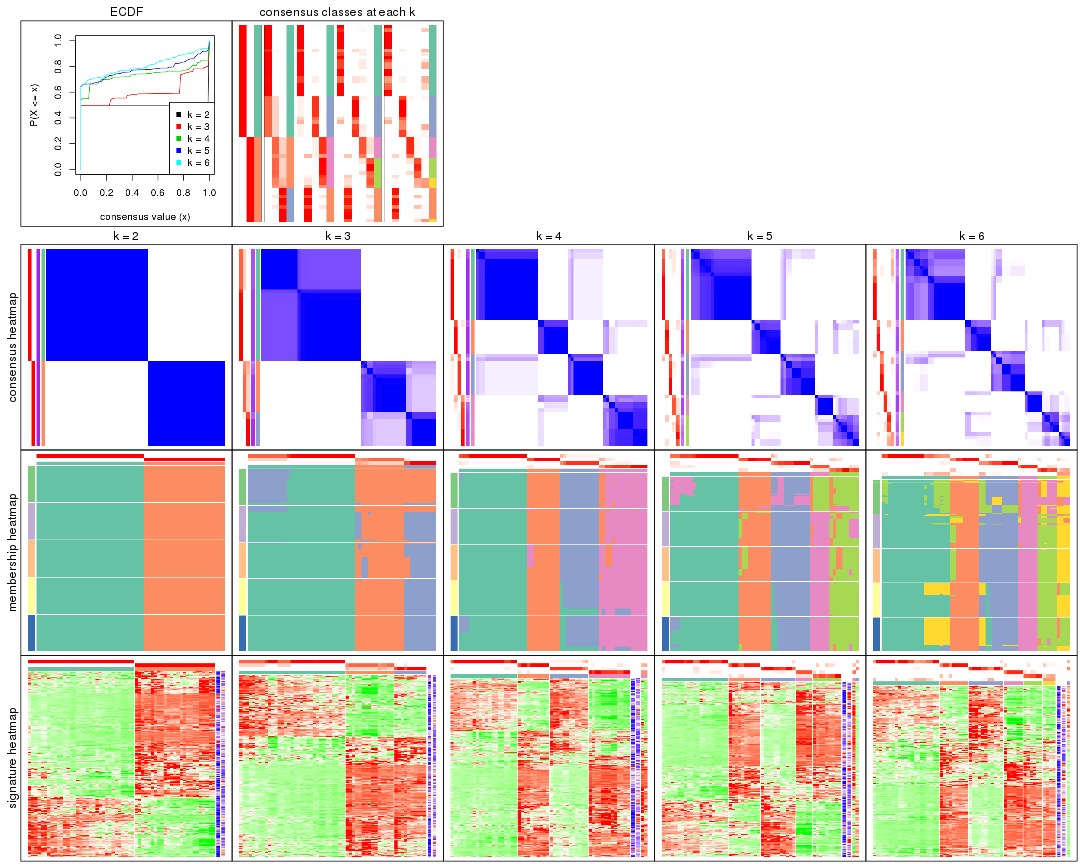 ECDF
consensus classes at each k
P(X <= x)
0.0
0.2
0.4
0.6
0.8
1.0
k = 2
k = 3
k = 4
k = 5
k = 6
0.0
0.2
0.4
0.6
0.8
1.0
consensus value (x)
k = 2
k = 3
k = 4
k = 5
k = 6
consensus heatmap
membership heatmap
signature heatmap